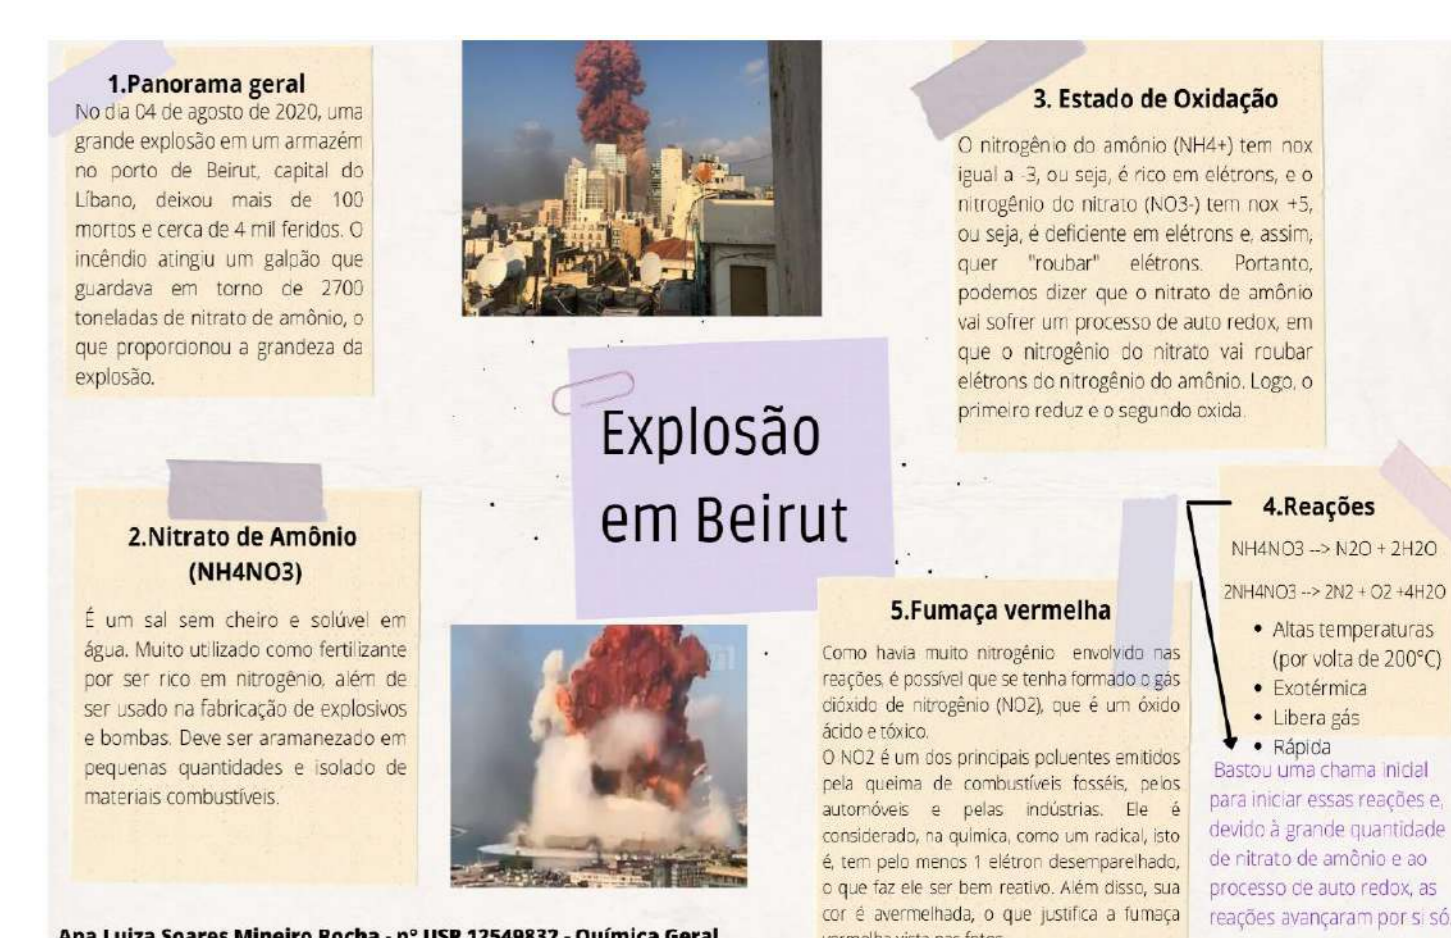 1.Panorama geral
No dia 04 de agosto de 2020, uma
grande explosão em um armazém
no porto de Beirut, capital do
Líbano, deixou mais de 100
mortos e cerca de 4 mil feridos. O
incêndio atingiu um galpão que
guardava em torno de 2700
toneladas de nitrato de amônio, o
que proporcionou a grandeza da
explosão.
2.Nitrato de Amônio
(NH4NO3)
É um sal sem cheiro e solúvel em
água. Muito utilizado como fertilizante
por ser rico em nitrogênio, além de
ser usado na fabricação de explosivos
e bombas. Deve ser aramanezado em
pequenas quantidades e isolado de
materiais combustíveis.
Explosão
em Beirut
3. Estado de Oxidação
O nitrogênio do amônio (NH4+) tem nox
igual a -3, ou seja, é rico em elétrons, e o
nitrogênio do nitrato (NO3-) tem nox +5,
ou seja, é deficiente em elétrons e, assim,
quer "roubar" elétrons. Portanto,
podemos dizer que o nitrato de amônio
vai sofrer um processo de auto redox, em
que o nitrogênio do nitrato vai roubar
elétrons do nitrogênio do amônio. Logo, o
primeiro reduz e o segundo oxida.
4.Reações
NH4NO3 --> N2O + 2H2O
2NH4NO3 --> 2N2 + O2 +4H2O
• Altas temperaturas
(por volta de 200°C)
• Exotérmica
• Libera gás
• Rápida
Bastou uma chama inicial
para iniciar essas reações e,
devido à grande quantidade
de nitrato de amônio e ao
processo de auto redox, as
reações avançaram por si só
5.Fumaça vermelha
Como havia muito nitrogênio envolvido nas
reações, é possível que se tenha formado o gás
dióxido de nitrogênio (NO2), que é um óxido
ácido e tóxico.
O NO2 é um dos principais poluentes emitidos
pela queima de combustíveis fosséis, pelos
automóveis e pelas indústrias. Ele é
considerado, na química, como um radical, isto
é, tem pelo menos 1 elétron desemparelhado,
o que faz ele ser bem reativo. Além disso, sua
cor é avermelhada, o que justifica a fumaça
vermelha vista nas fotos
Ana Luiza Soares Mineiro Rocha - nº USP 12549832 - Química Geral